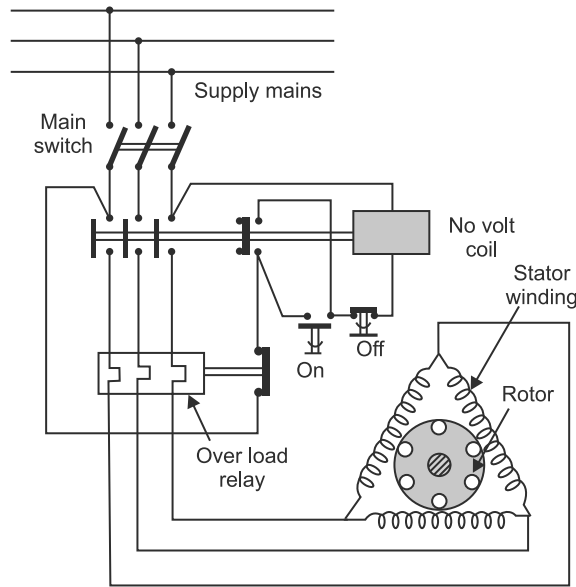 Supply mains
Main
switch
No volt
coil
Stator
winding
On
Off
Rotor
Over load
relay